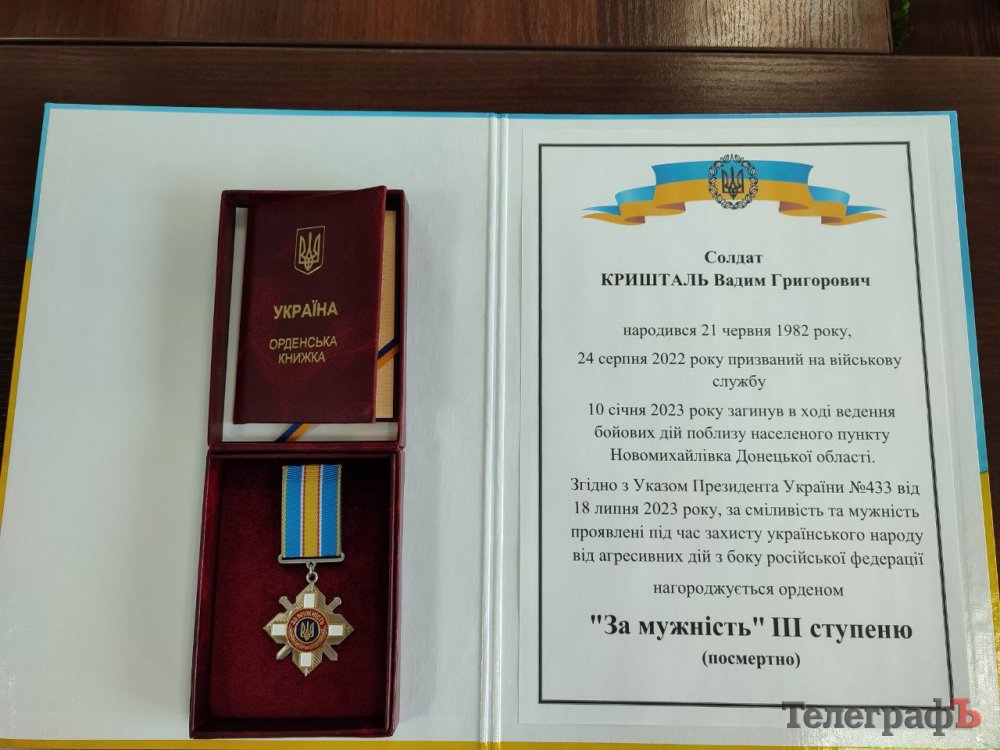 УКРАЇНА
ОРДЕНСЬКА
КНИЖКА
Солдат
КРИШТАЛЬ Вадим Григорович
народився 21 червня 1982 року,
24 серпня 2022 року призваний на військову
службу
10 січня 2023 року загинув в ході ведення
бойових дій поблизу населеного пункту
Новомихайлівка Донецької області.
Згідно з Указом Президента України №433 від
18 липня 2023 року, за сміливість та мужність
проявлені під час захисту українського народу
від агресивних дій з боку російської федерації
нагороджується орденом
"За мужність" ІІІ ступеню
(посмертно)
ТелеграфЪ